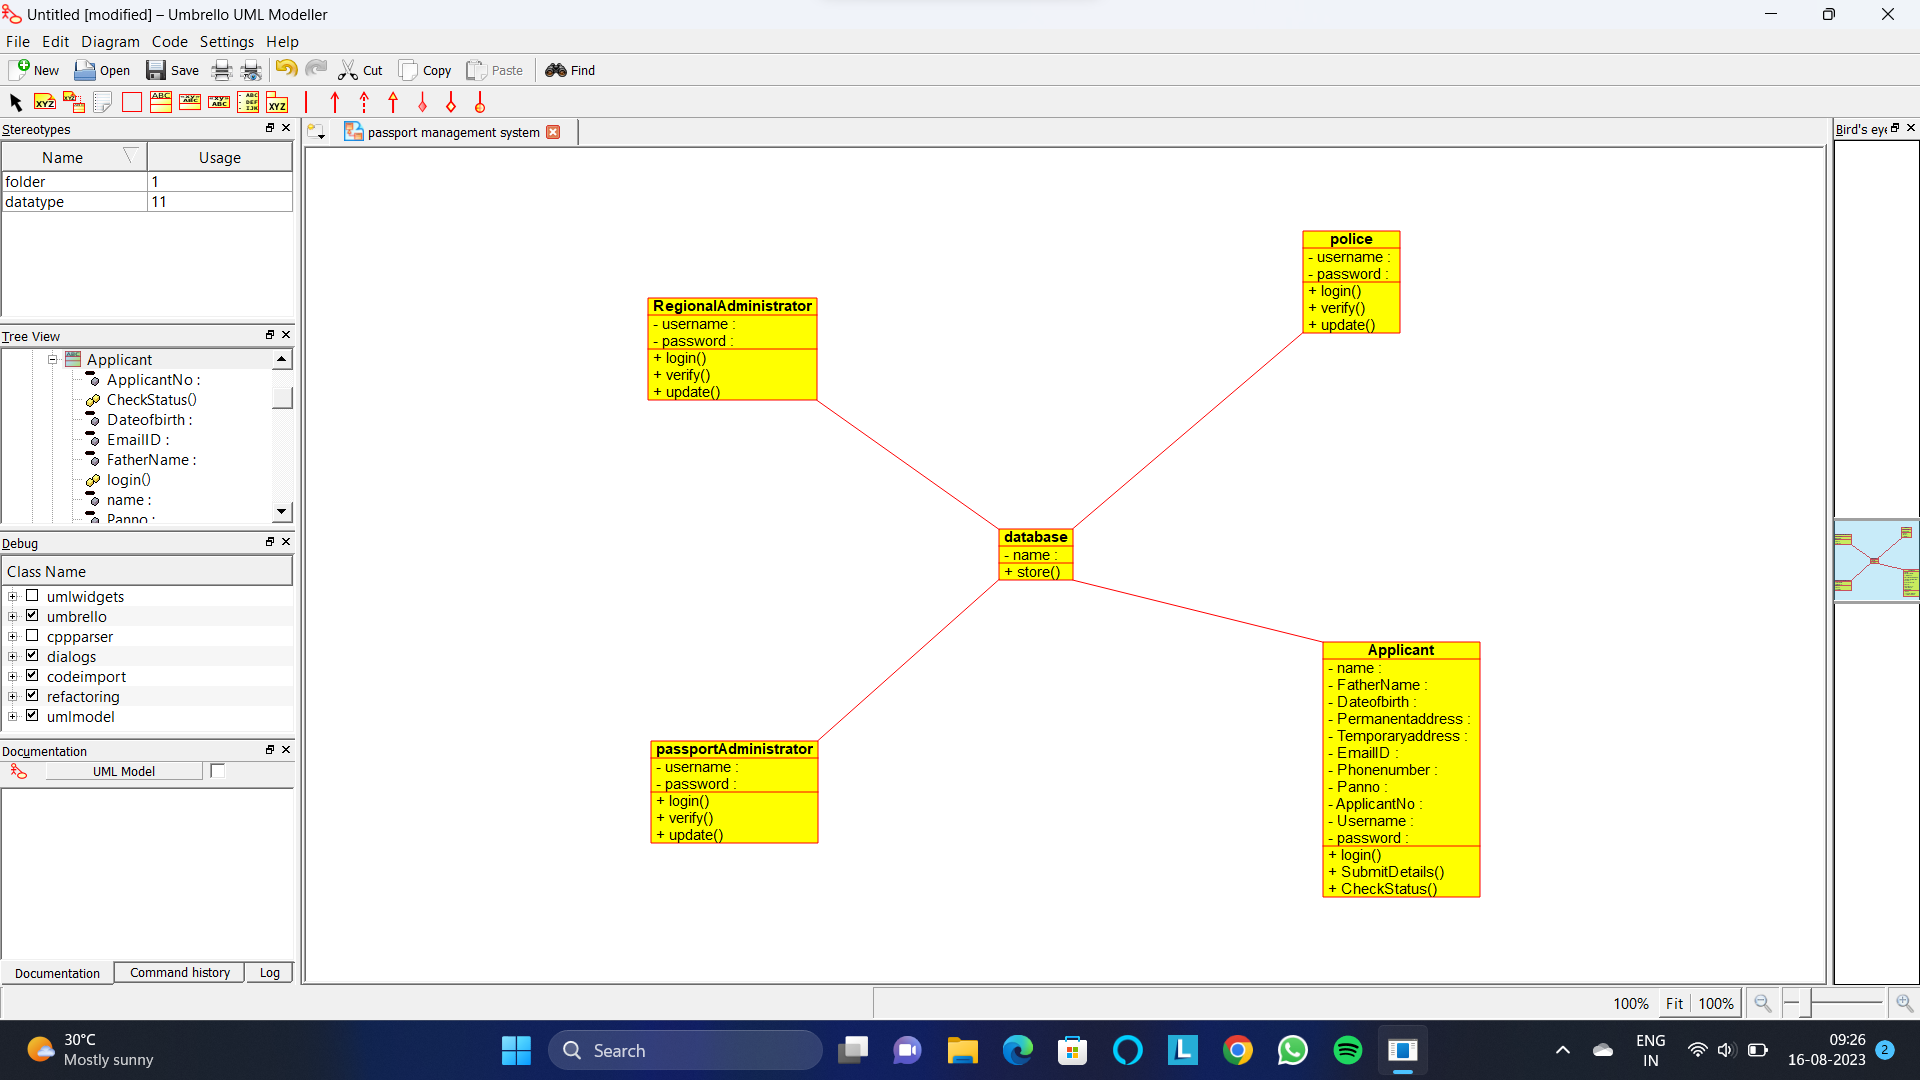 Untitled [modified] – Umbrello UML Modeller
File Edit Diagram Code Settings Help
New Open Save Cut Copy Paste Find
Stereotypes
Name Usage
folder 1
datatype 11
Tree View
Applicant
ApplicantNo :
CheckStatus()
Dateofbirth :
EmailID :
FatherName :
login()
name :
Panno :
Debug
Class Name
umlwidgets
umbrello
cppparser
dialogs
codeimport
refactoring
umlmodel
Documentation
UML Model
Documentation Command history Log
passport management system
Bird's eye
RegionalAdministrator
- username :
- password :
+ login()
+ verify()
+ update()
police
- username :
- password :
+ login()
+ verify()
+ update()
database
- name :
+ store()
passportAdministrator
- username :
- password :
+ login()
+ verify()
+ update()
Applicant
- name :
- FatherName :
- Dateofbirth :
- Permanentaddress :
- Temporaryaddress :
- EmailID :
- Phonenumber :
- Panno :
- ApplicantNo :
- Username :
- password :
+ login()
+ SubmitDetails()
+ CheckStatus()
100% Fit 100%
30°C
Mostly sunny
Search
ENG
IN
09:26
16-08-2023
2